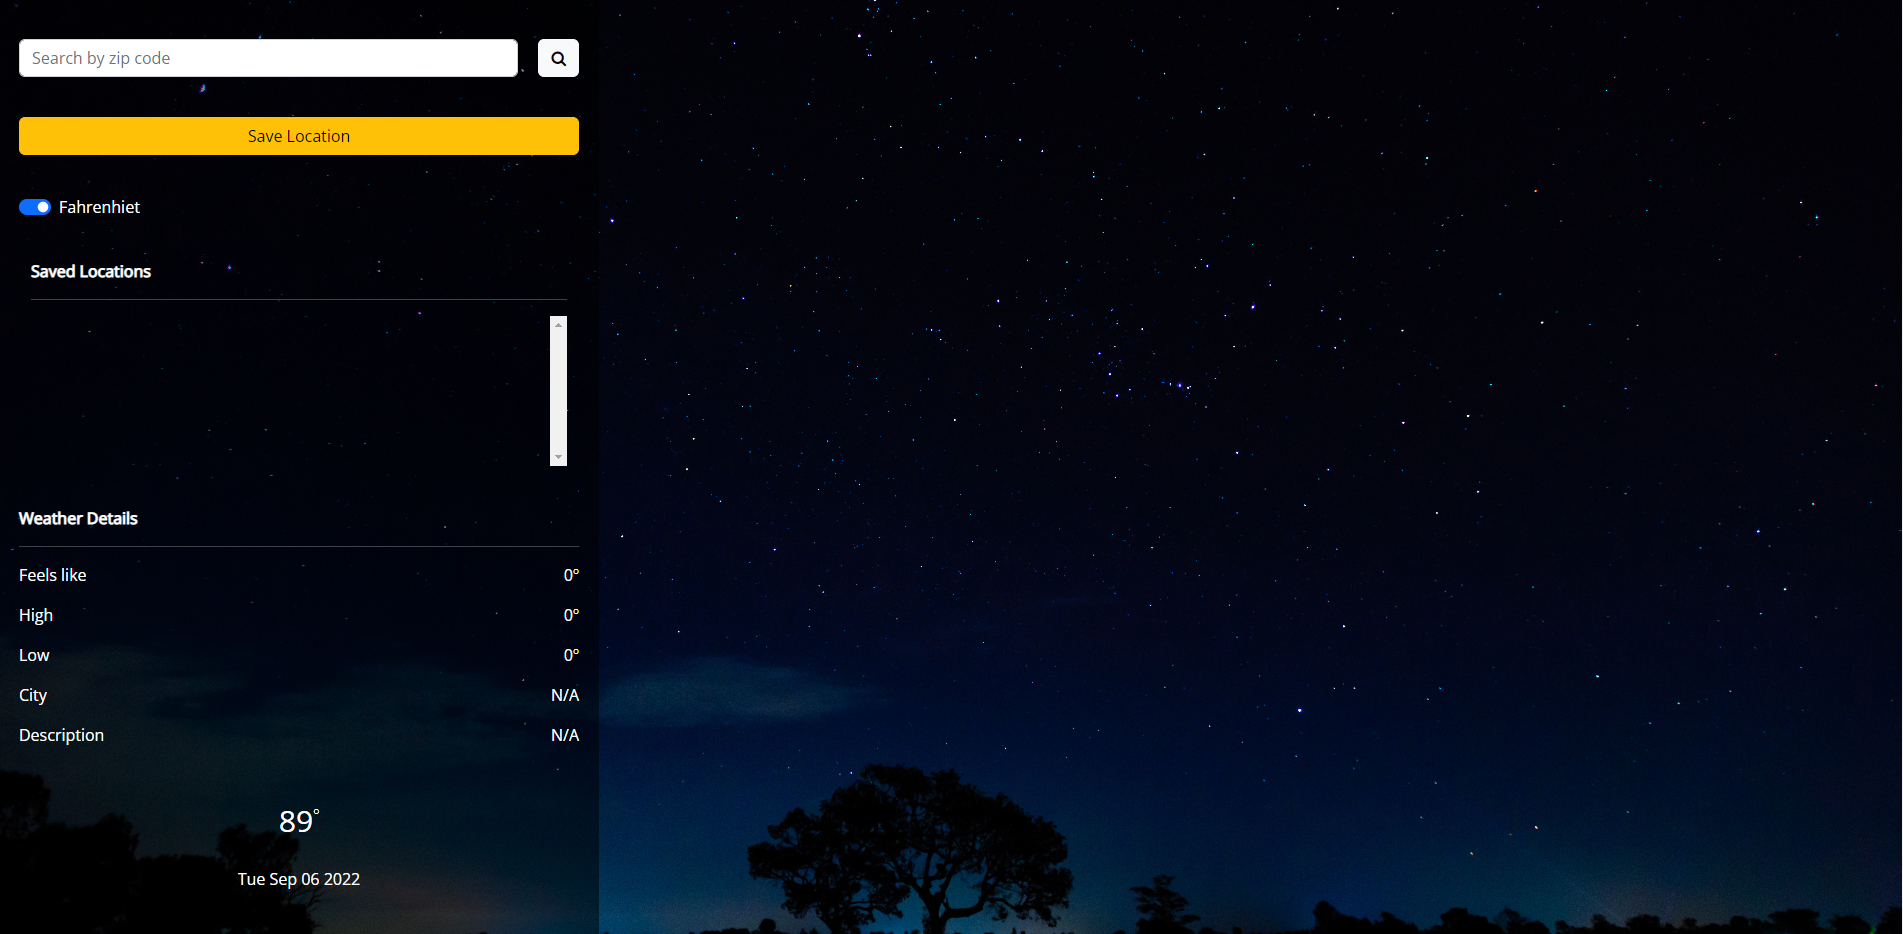 Search by zip code
Save Location
Fahrenhiet
Saved Locations
Weather Details
Feels like 0°
High 0°
Low 0°
City N/A
Description N/A
89°
Tue Sep 06 2022